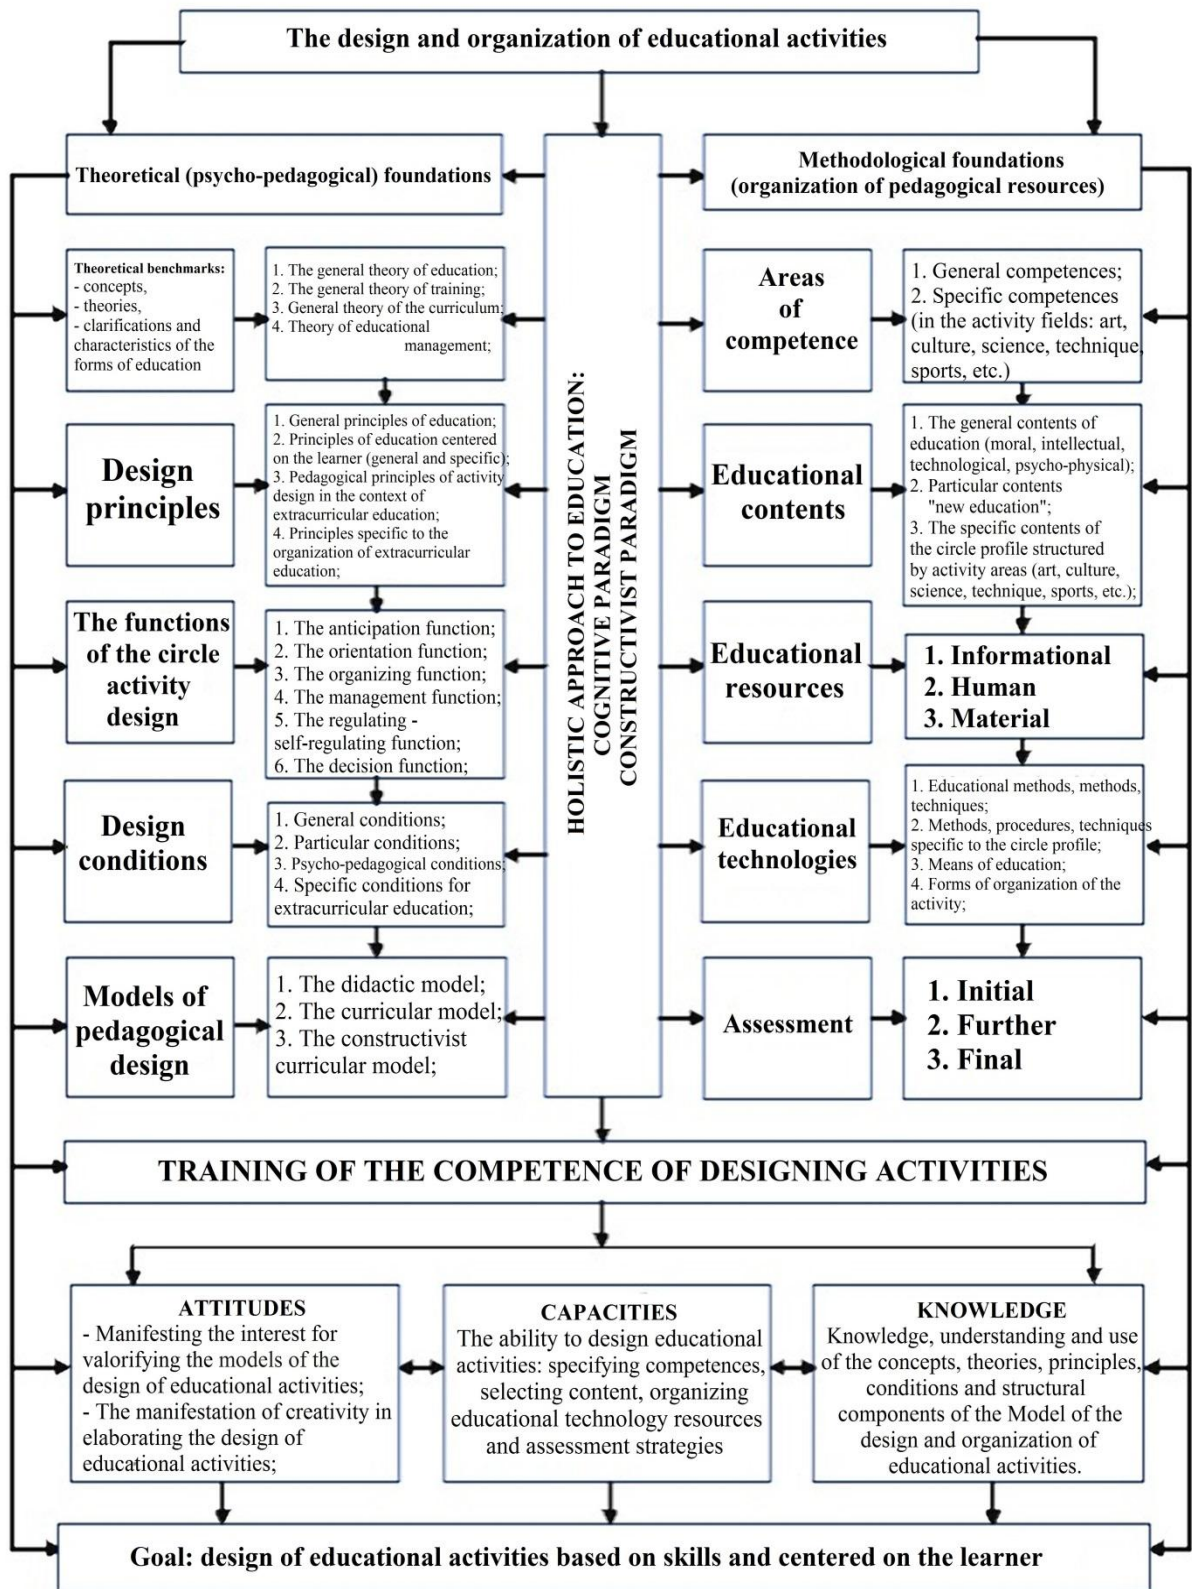 The design and organization of educational activities
Theoretical (psycho-pedagogical) foundations
Methodological foundations
(organization of pedagogical resources)
HOLISTIC APPROACH TO EDUCATION:
COGNITIVE PARADIGM
CONSTRUCTIVIST PARADIGM
Theoretical benchmarks:
- concepts,
- theories,
- clarifications and
characteristics of the
forms of education
1. The general theory of education;
2. The general theory of training;
3. General theory of the curriculum;
4. Theory of educational
management;
Areas
of
competence
1. General competences;
2. Specific competences
(in the activity fields: art,
culture, science, technique,
sports, etc.)
Design
principles
1. General principles of education;
2. Principles of education centered
on the learner (general and specific);
3. Pedagogical principles of activity
design in the context of
extracurricular education;
4. Principles specific to the
organization of extracurricular
education;
Educational
contents
1. The general contents of
education (moral, intellectual,
technological, psycho-physical);
2. Particular contents
"new education";
3. The specific contents of
the circle profile structured
by activity areas (art, culture,
science, technique, sports, etc.);
The functions
of the circle
activity
design
1. The anticipation function;
2. The orientation function;
3. The organizing function;
4. The management function;
5. The regulating -
self-regulating function;
6. The decision function;
Educational
resources
1. Informational
2. Human
3. Material
Design
conditions
1. General conditions;
2. Particular conditions;
3. Psycho-pedagogical conditions;
4. Specific conditions for
extracurricular education;
Educational
technologies
1. Educational methods, methods,
techniques;
2. Methods, procedures, techniques
specific to the circle profile;
3. Means of education;
4. Forms of organization of the
activity;
Models of
pedagogical
design
1. The didactic model;
2. The curricular model;
3. The constructivist
curricular model;
Assessment
1. Initial
2. Further
3. Final
TRAINING OF THE COMPETENCE OF DESIGNING ACTIVITIES
ATTITUDES
- Manifesting the interest for
valorifying the models of the
design of educational activities;
- The manifestation of creativity in
elaborating the design of
educational activities;
CAPACITIES
The ability to design educational
activities: specifying competences,
selecting content, organizing
educational technology resources
and assessment strategies
KNOWLEDGE
Knowledge, understanding and use
of the concepts, theories, principles,
conditions and structural
components of the Model of the
design and organization of
educational activities.
Goal: design of educational activities based on skills and centered on the learner